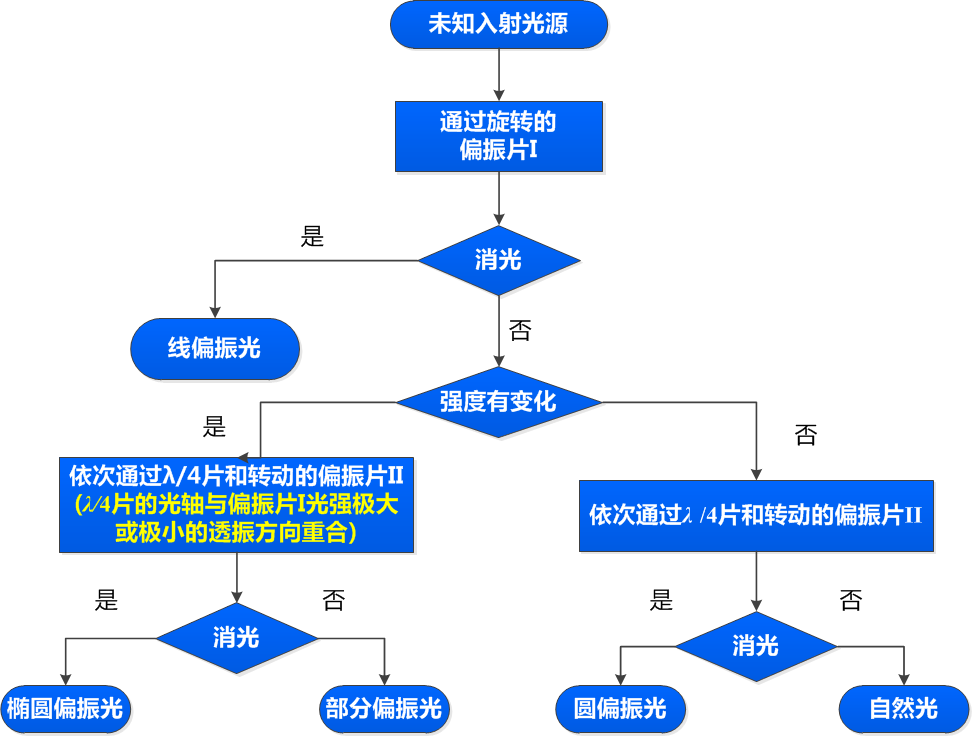 未知入射光源
通过旋转的
偏振片I
是
消光
否
线偏振光
强度有变化
是
否
依次通过λ/4片和转动的偏振片II
(λ/4片的光轴与偏振片I光强极大
或极小的透振方向重合)
依次通过λ /4片和转动的偏振片II
是
否
是
否
消光
消光
椭圆偏振光
部分偏振光
圆偏振光
自然光